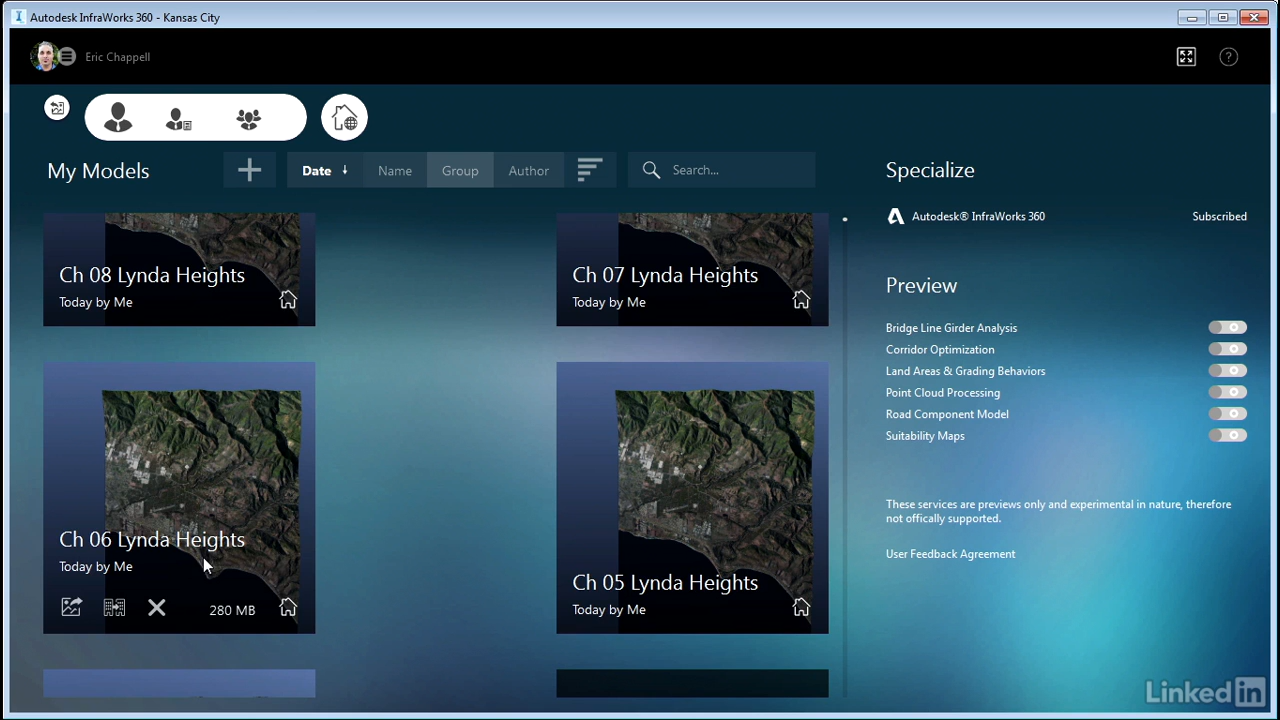 Autodesk InfraWorks 360 - Kansas City
Eric Chappell
My Models
Date ↓ Name Group Author
Search...
Ch 08 Lynda Heights
Today by Me
Ch 07 Lynda Heights
Today by Me
Ch 06 Lynda Heights
Today by Me
280 MB
Ch 05 Lynda Heights
Today by Me
Specialize
Autodesk® InfraWorks 360 Subscribed
Preview
Bridge Line Girder Analysis
Corridor Optimization
Land Areas & Grading Behaviors
Point Cloud Processing
Road Component Model
Suitability Maps
These services are previews only and experimental in nature, therefore
not offically supported.
User Feedback Agreement
LinkedIn